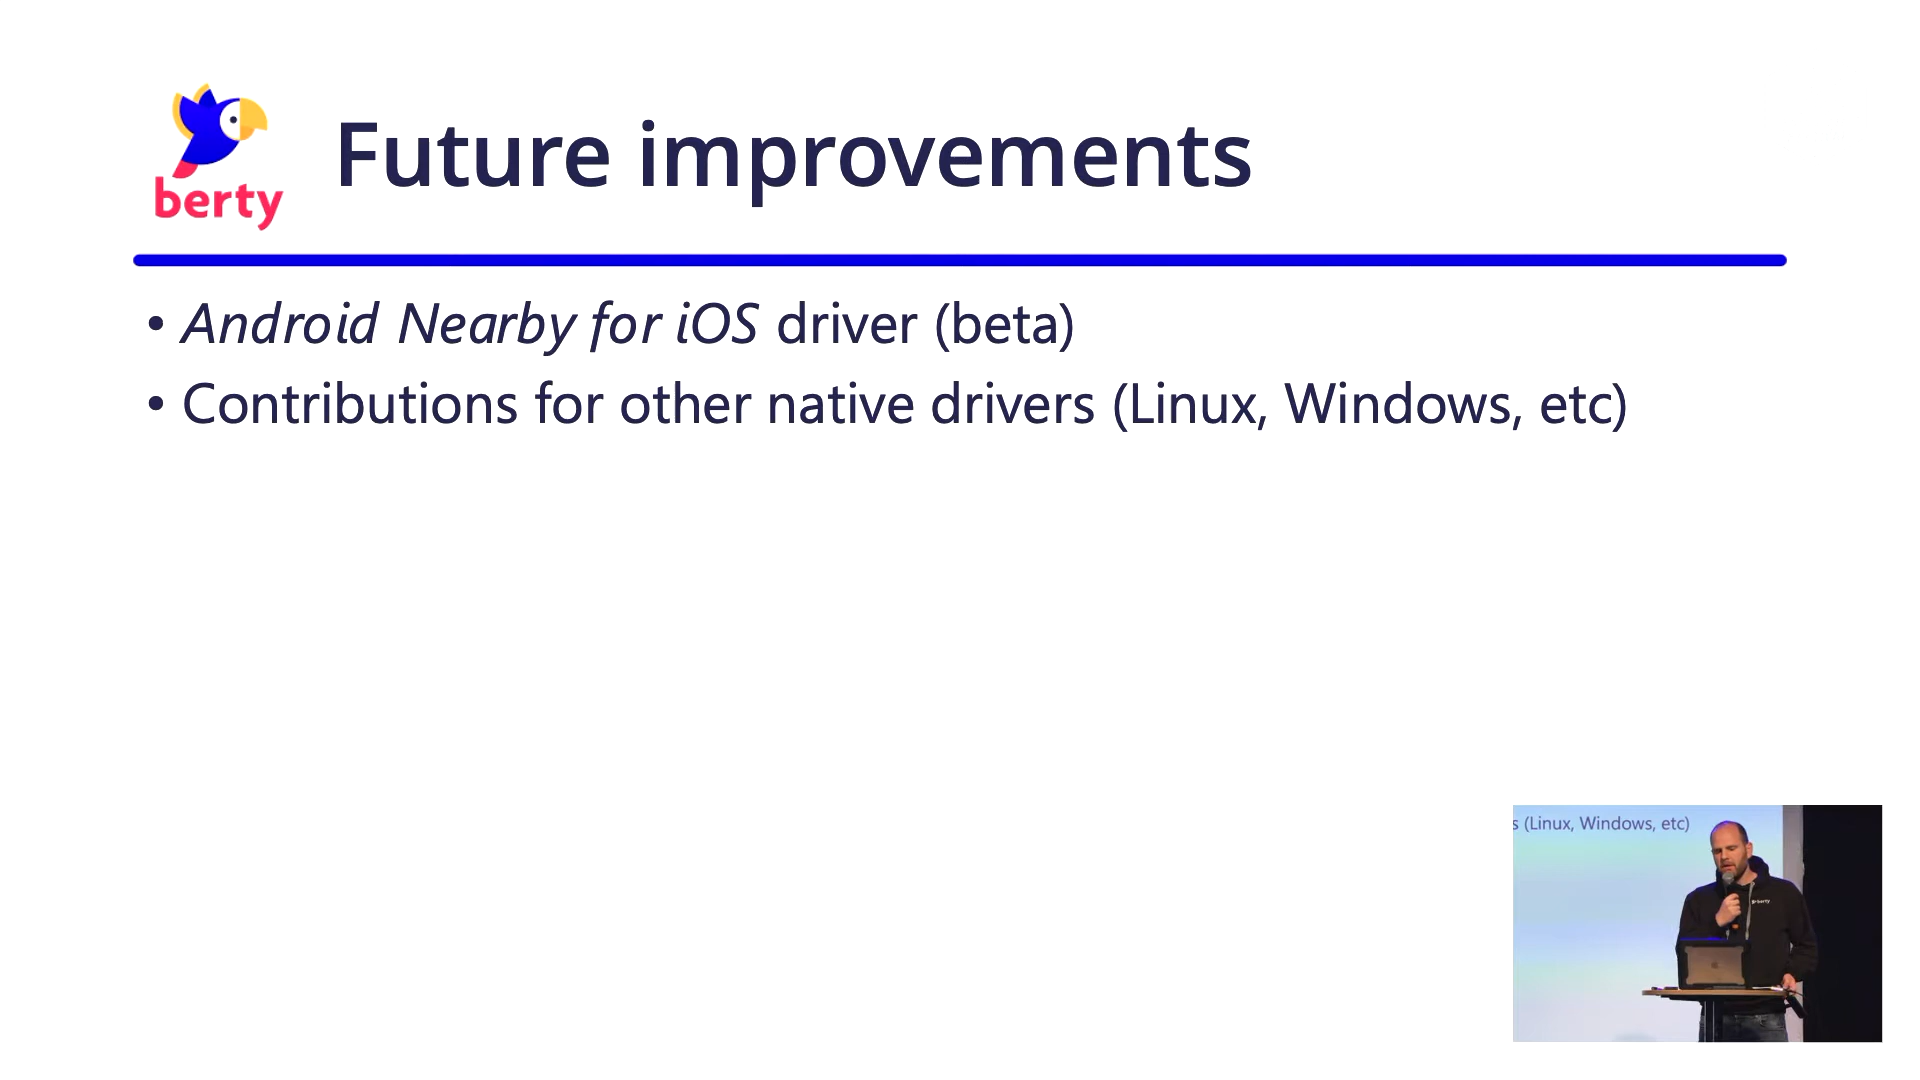 berty
Future improvements
• Android Nearby for iOS driver (beta)
• Contributions for other native drivers (Linux, Windows, etc)
s (Linux, Windows, etc)
berty